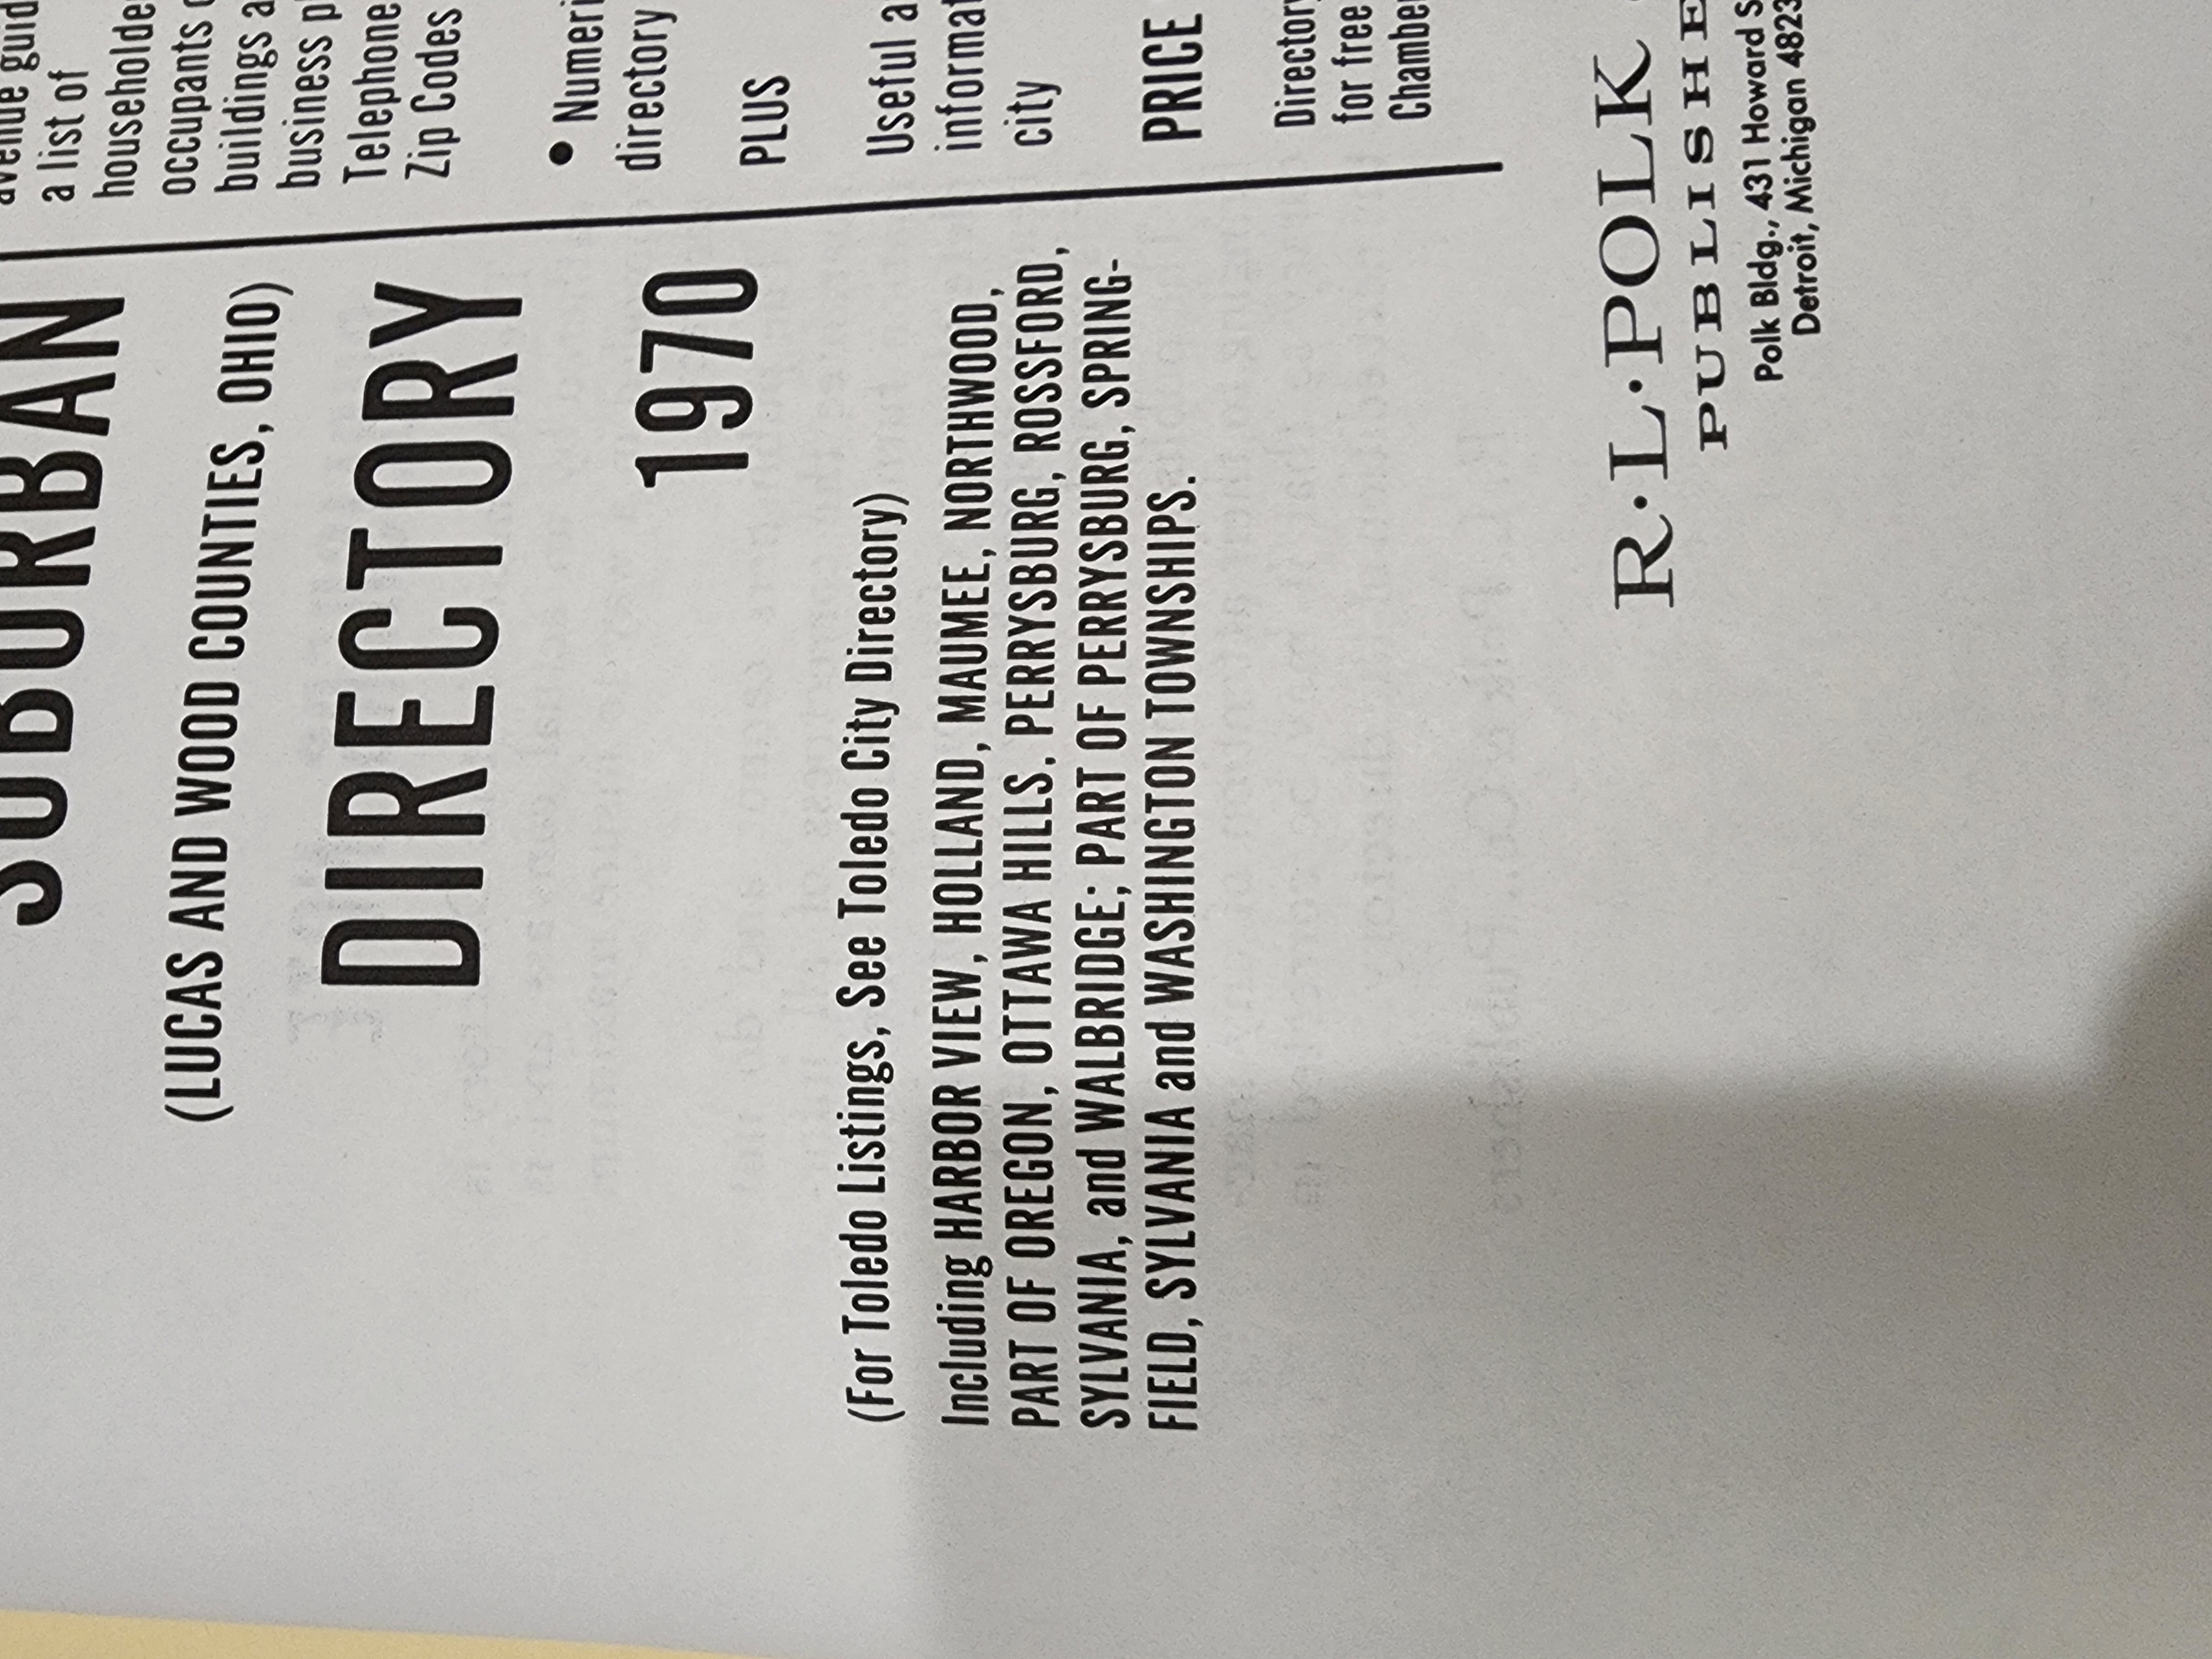 SUBURBAN
(LUCAS AND WOOD COUNTIES, OHIO)
DIRECTORY
1970
(For Toledo Listings, See Toledo City Directory)
Including HARBOR VIEW, HOLLAND, MAUMEE, NORTHWOOD,
PART OF OREGON, OTTAWA HILLS, PERRYSBURG, ROSSFORD,
SYLVANIA, and WALBRIDGE; PART OF PERRYSBURG, SPRING-
FIELD, SYLVANIA and WASHINGTON TOWNSHIPS.
a list of
occupants
buildings
business
Telephone
Zip Codes
•
directory
PLUS
Useful
city
PRICE
for free
R·L·POLK
Polk Bldg., 431 Howard
Detroit, Michigan